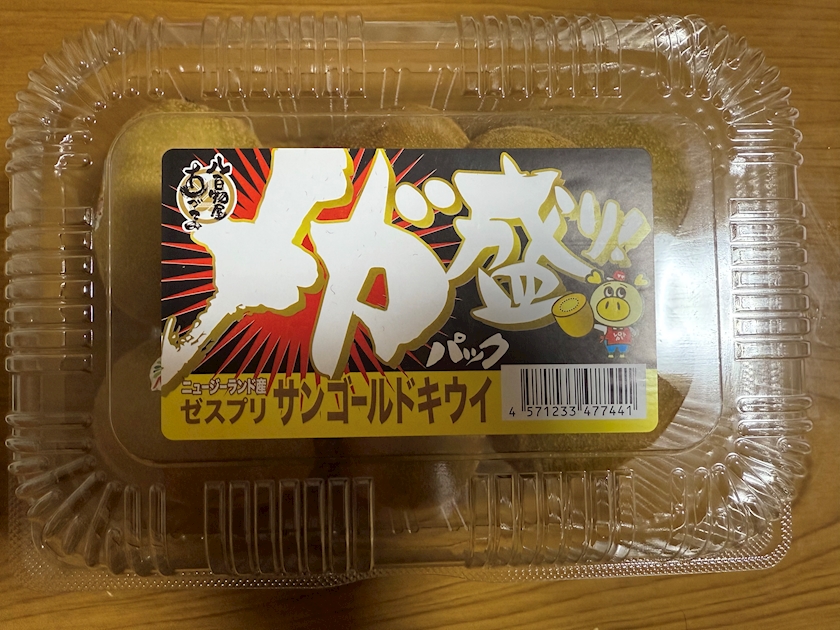 八百物屋
あづま
メガ盛り!
パック
ニュージーランド産
ゼスプリ サンゴールドキウイ
4 571233 477441